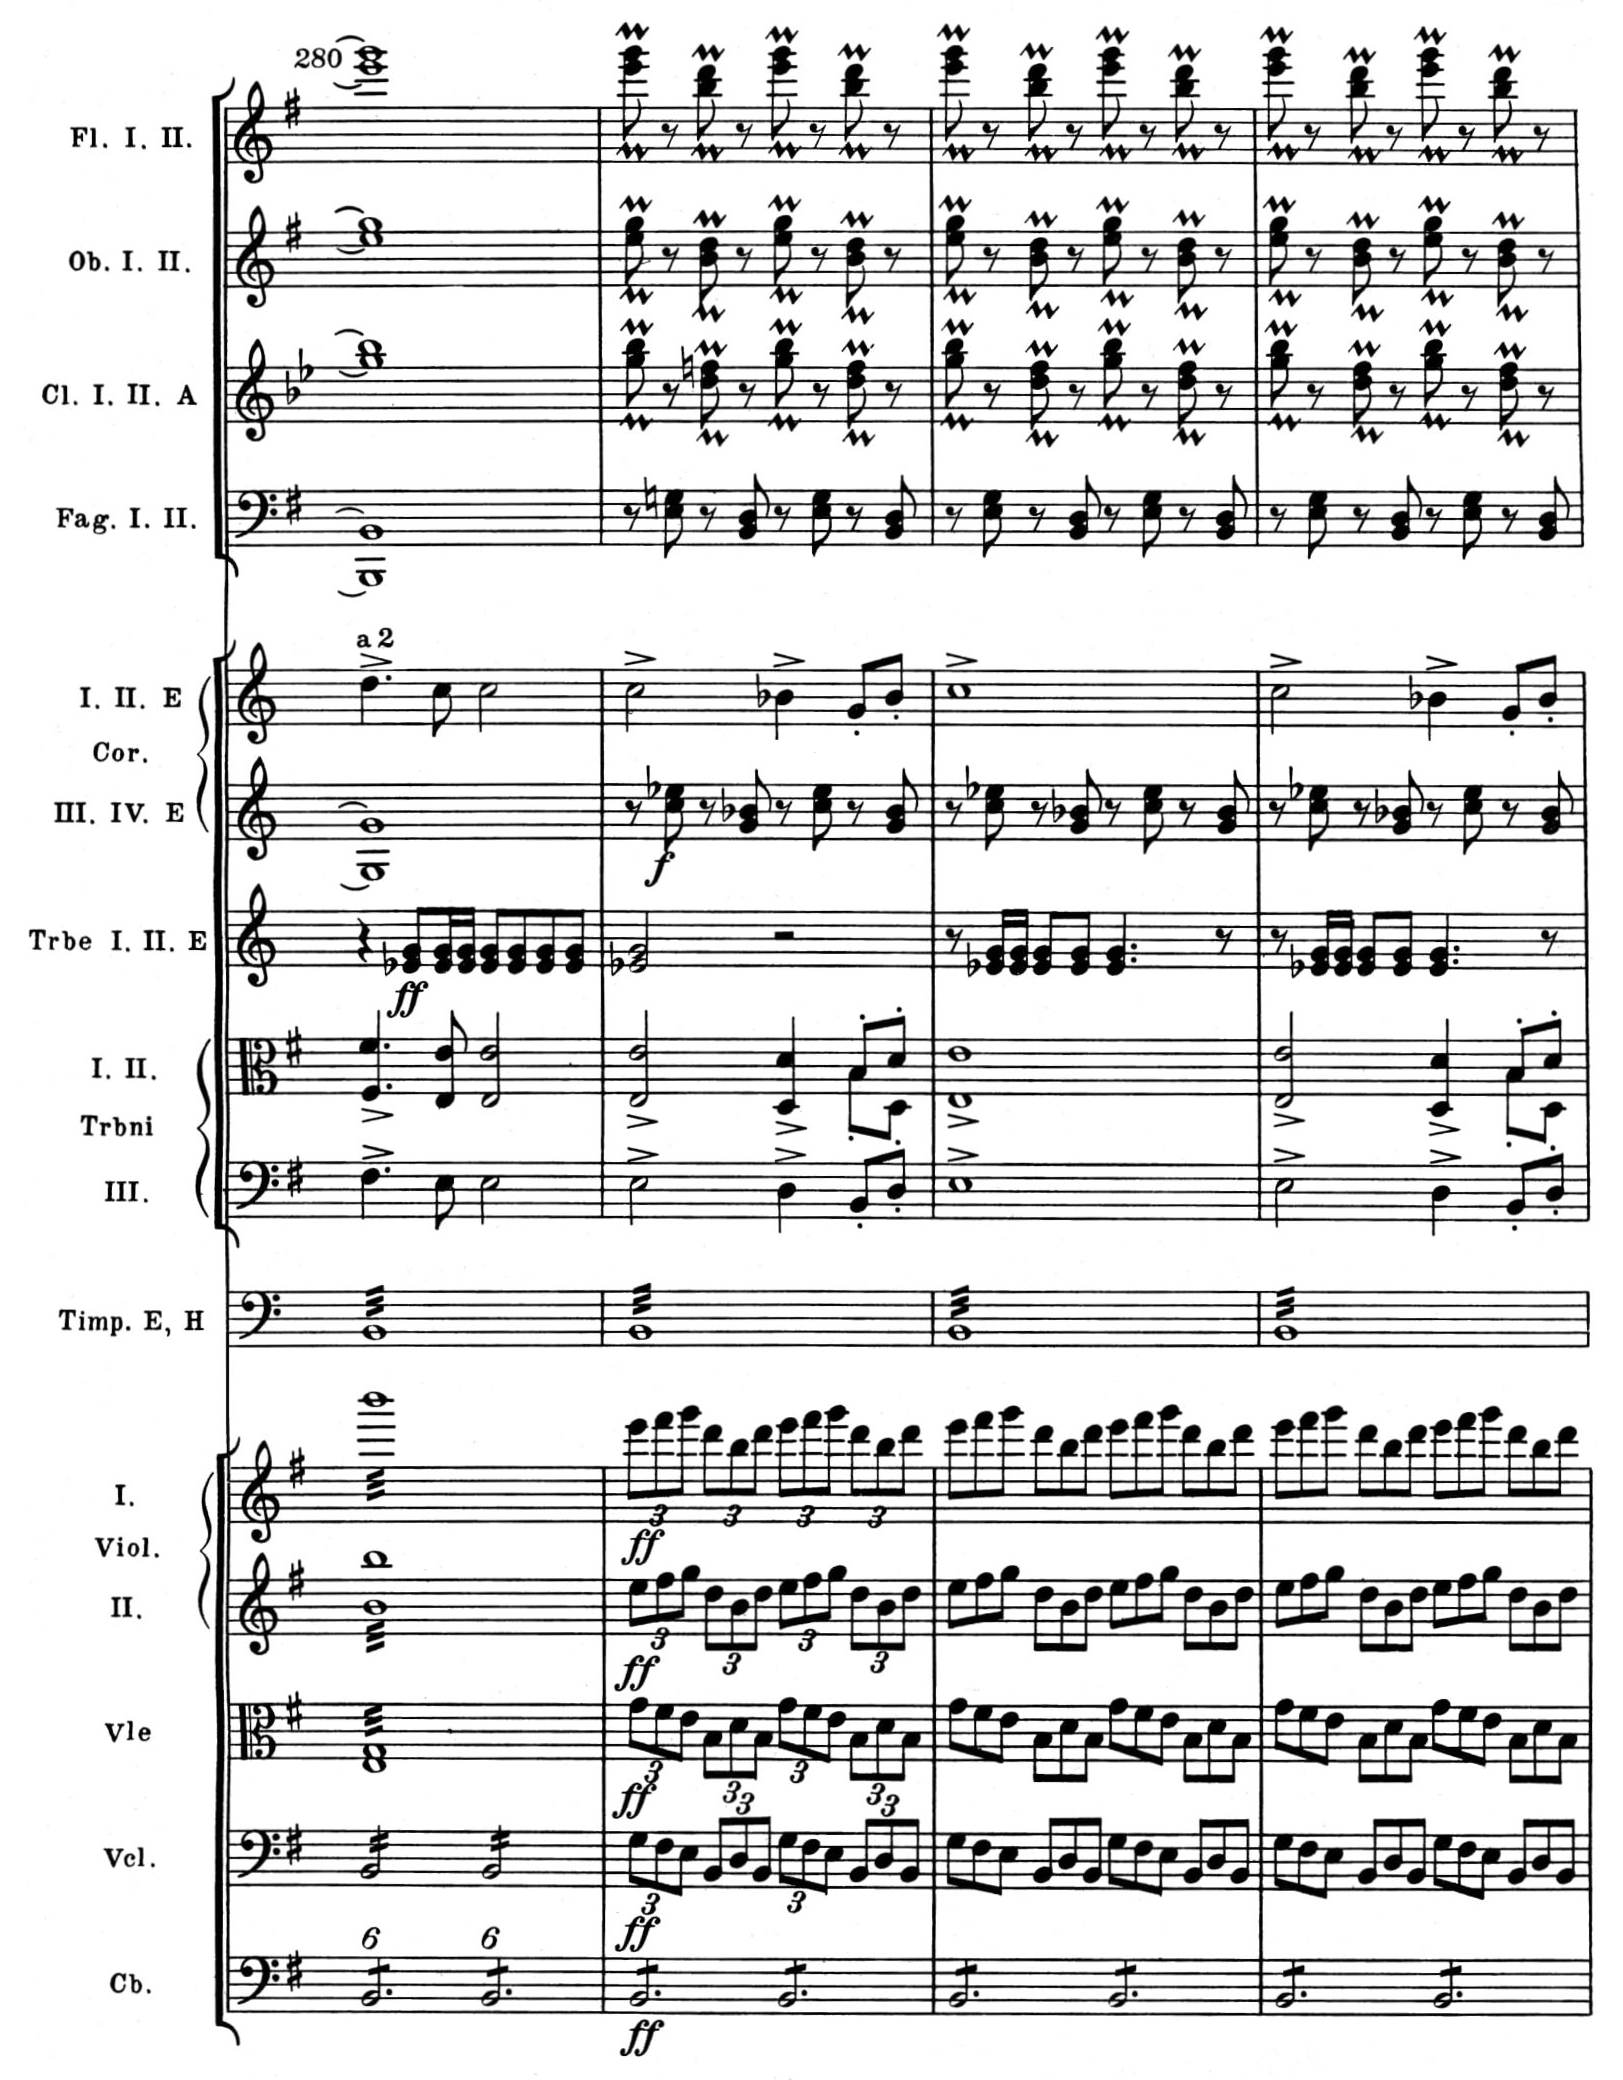 280
Fl. I. II.
Ob. I. II.
Cl. I. II. A
Fag. I. II.
a 2
I. II. E
Cor.
III. IV. E
f
Trbe I. II. E
ff
I. II.
Trbni
III.
Timp. E, H
I.
3 3 3 3
ff
Viol.
II.
3 3 3 3
ff
Vle
3 3 3 3
ff
Vcl.
3 3 3 3
ff
6 6
Cb.
ff